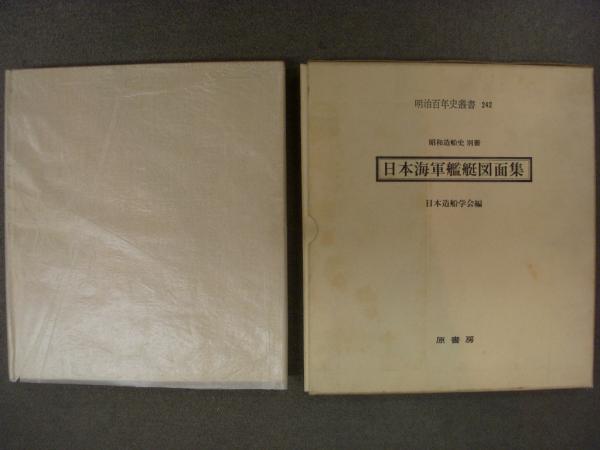 明治百年史叢書 242
昭和造船史 別冊
日本海軍艦艇図面集
日本造船学会編
原書房